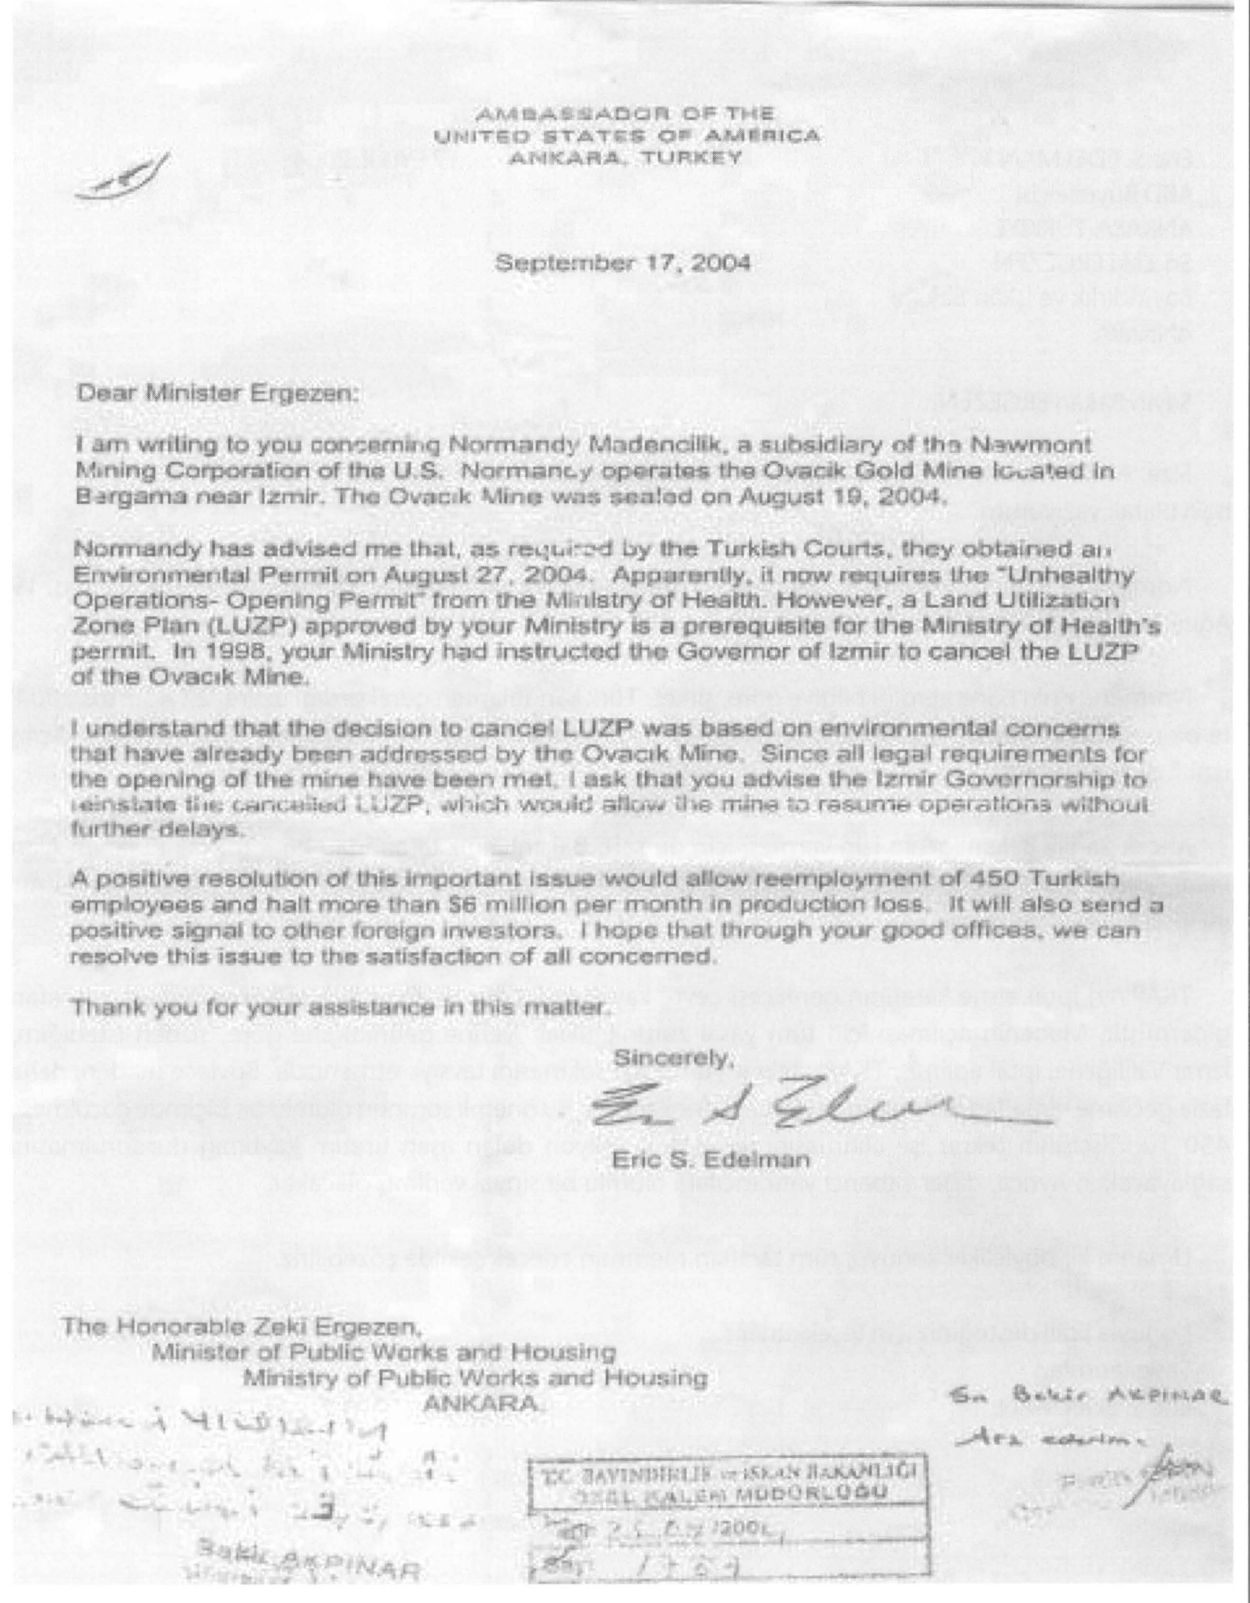 AMBASSADOR OF THE
UNITED STATES OF AMERICA
ANKARA, TURKEY
September 17, 2004
Dear Minister Ergezen:
I am writing to you concerning Normandy Madencilik, a subsidiary of the Newmont
Mining Corporation of the U.S. Normandy operates the Ovacik Gold Mine located in
Bergama near Izmir. The Ovacık Mine was sealed on August 19, 2004.
Normandy has advised me that, as required by the Turkish Courts, they obtained an
Environmental Permit on August 27, 2004. Apparently, it now requires the "Unhealthy
Operations- Opening Permit" from the Ministry of Health. However, a Land Utilization
Zone Plan (LUZP) approved by your Ministry is a prerequisite for the Ministry of Health's
permit. In 1998, your Ministry had instructed the Governor of Izmir to cancel the LUZP
of the Ovacık Mine.
I understand that the decision to cancel LUZP was based on environmental concerns
that have already been addressed by the Ovacık Mine. Since all legal requirements for
the opening of the mine have been met, I ask that you advise the Izmir Governorship to
reinstate the cancelled LUZP, which would allow the mine to resume operations without
further delays.
A positive resolution of this important issue would allow reemployment of 450 Turkish
employees and halt more than $6 million per month in production loss. It will also send a
positive signal to other foreign investors. I hope that through your good offices, we can
resolve this issue to the satisfaction of all concerned.
Thank you for your assistance in this matter.
Sincerely,
Eric S. Edelman
The Honorable Zeki Ergezen,
Minister of Public Works and Housing
Ministry of Public Works and Housing
ANKARA.
Sn Bekir AKPINAR
Arz ederim.
T.C. BAYINDIRLIK ve İSKAN BAKANLIĞI
ÖZEL KALEM MÜDÜRLÜĞÜ
Bekir AKPINAR